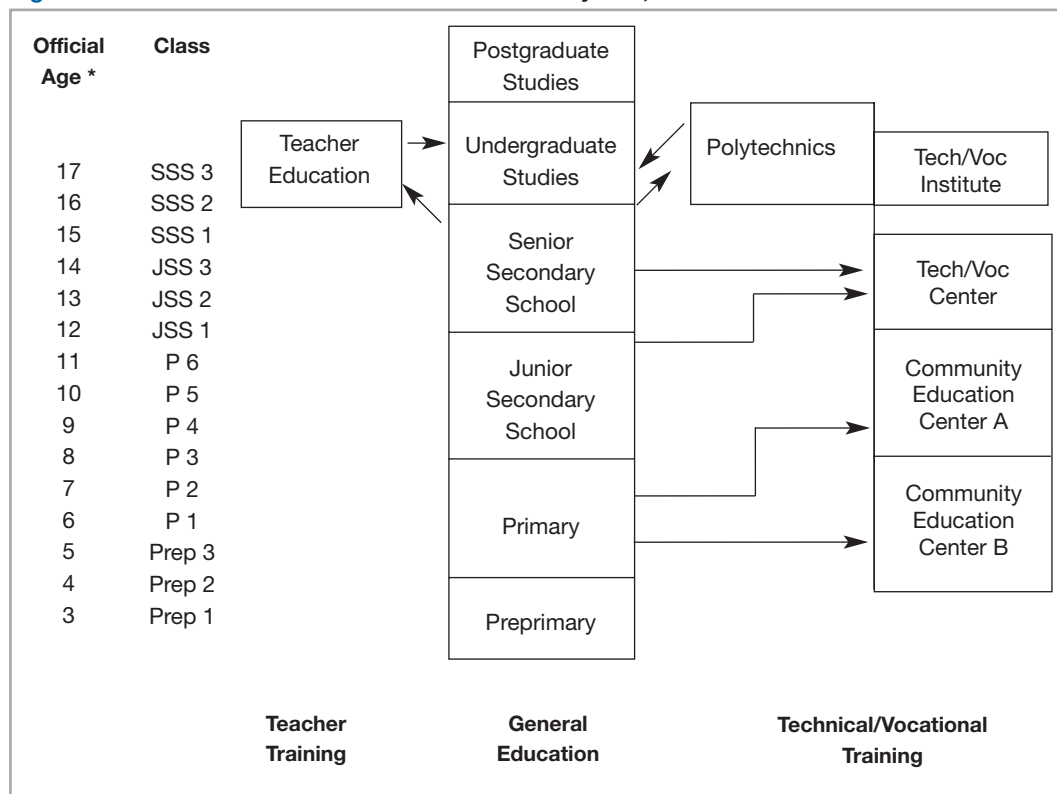 Official
Age *
Class
17 SSS 3
16 SSS 2
15 SSS 1
14 JSS 3
13 JSS 2
12 JSS 1
11 P 6
10 P 5
9 P 4
8 P 3
7 P 2
6 P 1
5 Prep 3
4 Prep 2
3 Prep 1
Teacher
Education
Postgraduate
Studies
Undergraduate
Studies
Senior
Secondary
School
Junior
Secondary
School
Primary
Preprimary
Polytechnics
Tech/Voc
Institute
Tech/Voc
Center
Community
Education
Center A
Community
Education
Center B
Teacher
Training
General
Education
Technical/Vocational
Training